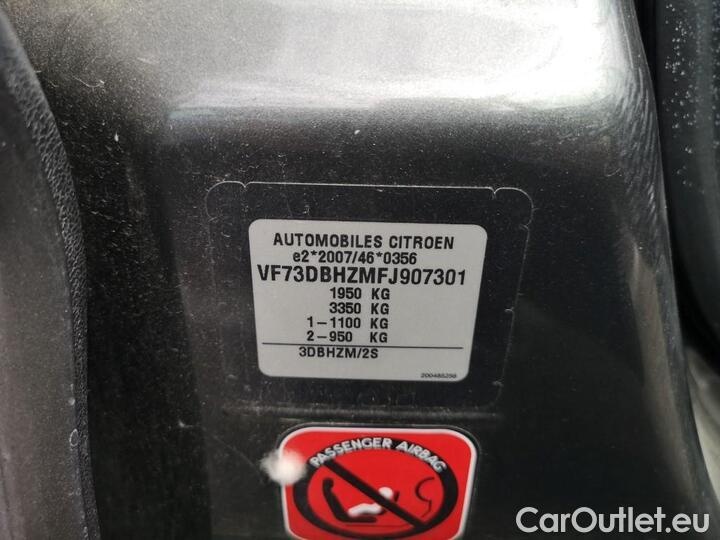 AUTOMOBILES CITROEN
e2*2007/46*0356
VF73DBHZMFJ907301
1950 KG
3350 KG
1-1100 KG
2-950 KG
3DBHZM/2S
200485256
PASSENGER AIRBAG
CarOutlet.eu